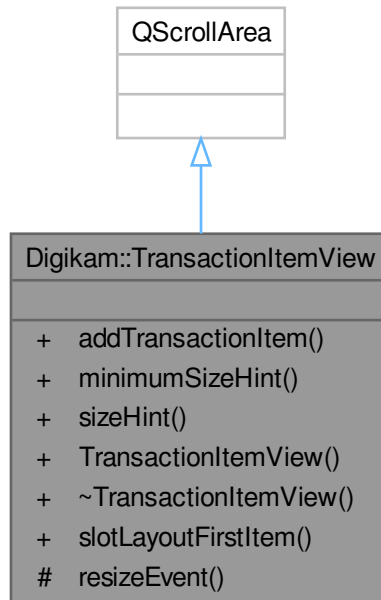 QScrollArea
Digikam::TransactionItemView
+ addTransactionItem()
+ minimumSizeHint()
+ sizeHint()
+ TransactionItemView()
+ ~TransactionItemView()
+ slotLayoutFirstItem()
# resizeEvent()